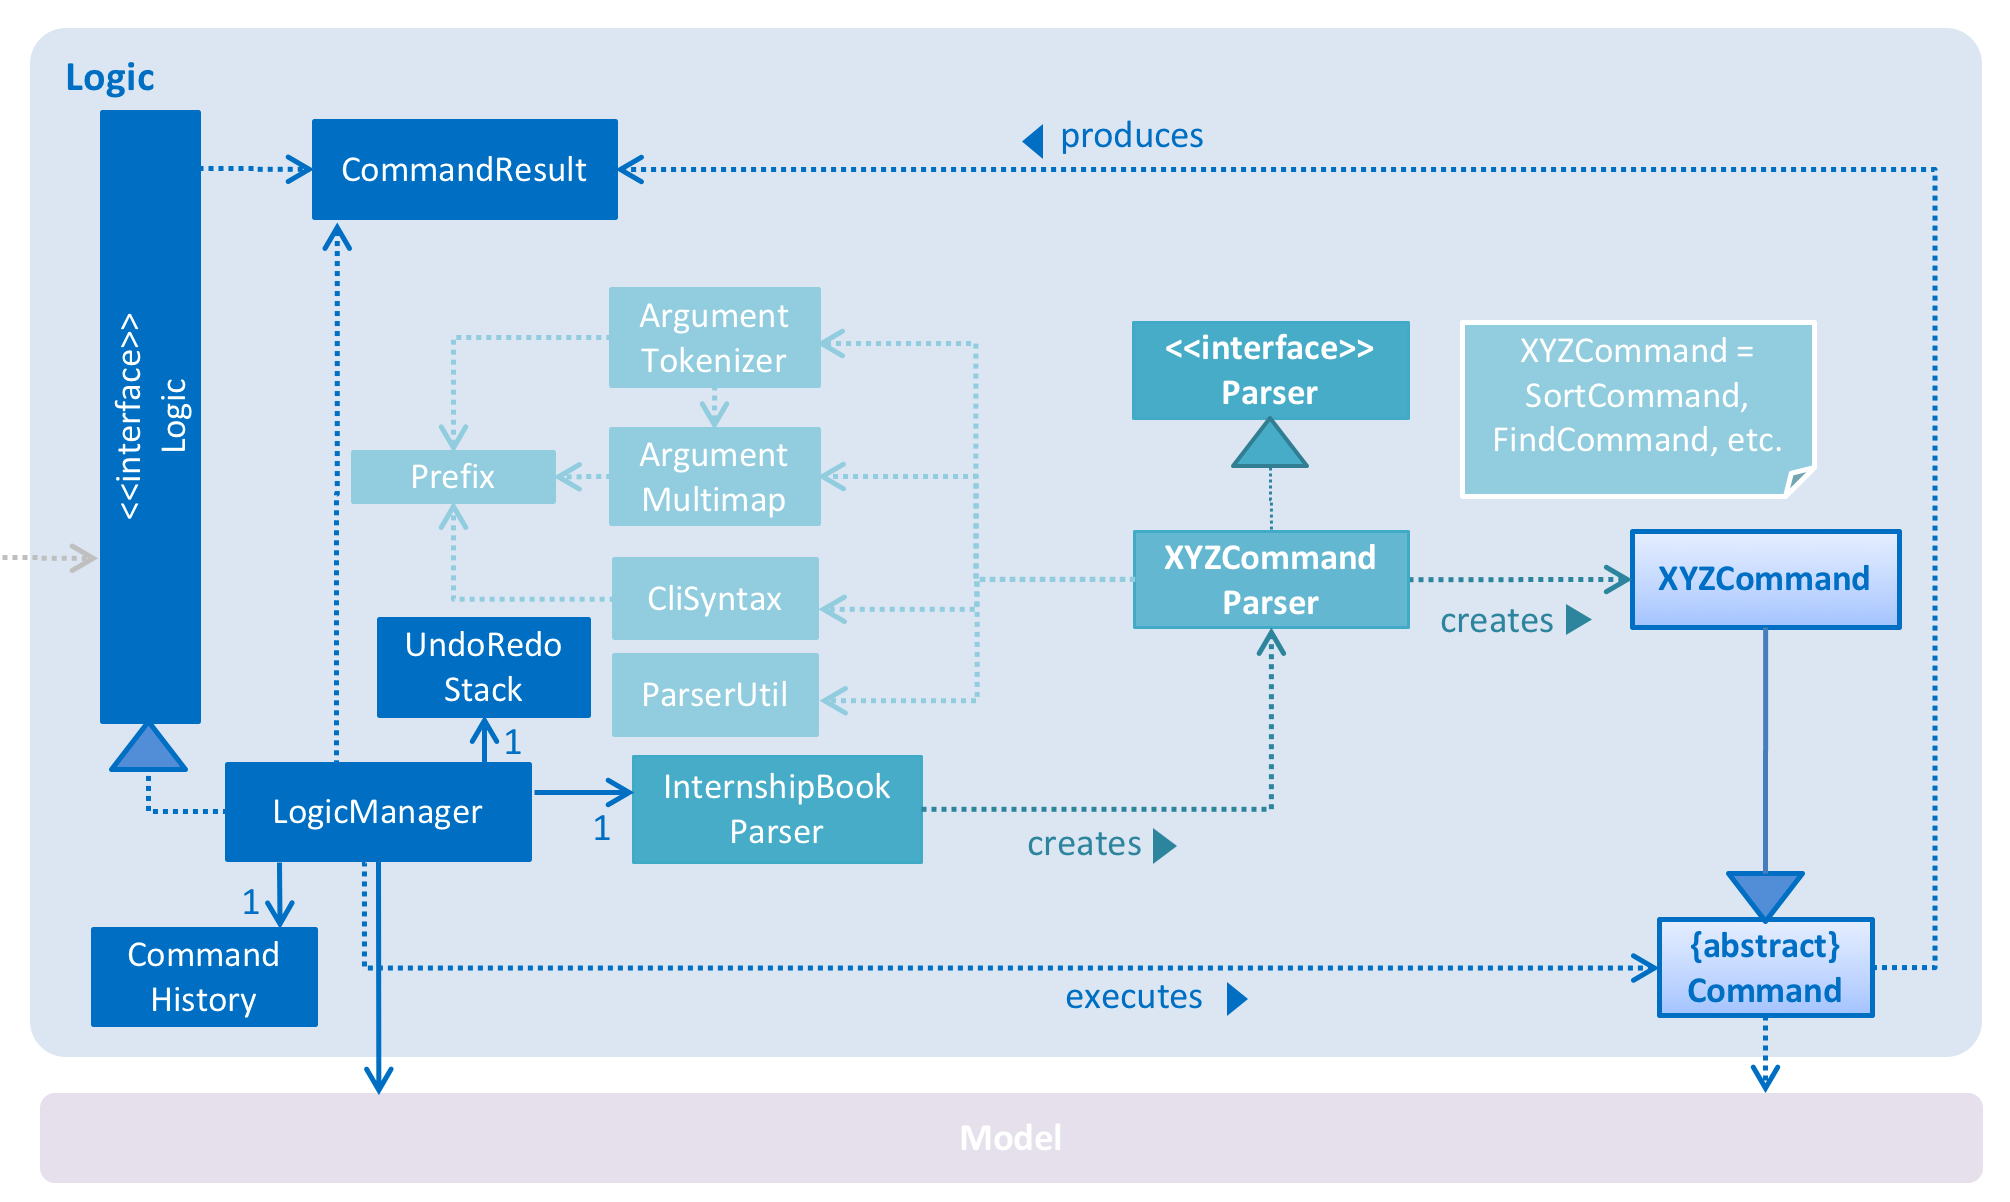 Logic
<<interface>>
Logic
CommandResult
produces
Argument
Tokenizer
<<interface>>
Parser
XYZCommand =
SortCommand,
FindCommand, etc.
Prefix
Argument
Multimap
XYZCommand
Parser
XYZCommand
CliSyntax
creates
UndoRedo
Stack
ParserUtil
1
LogicManager
1
InternshipBook
Parser
creates
1
Command
History
executes
{abstract}
Command
Model